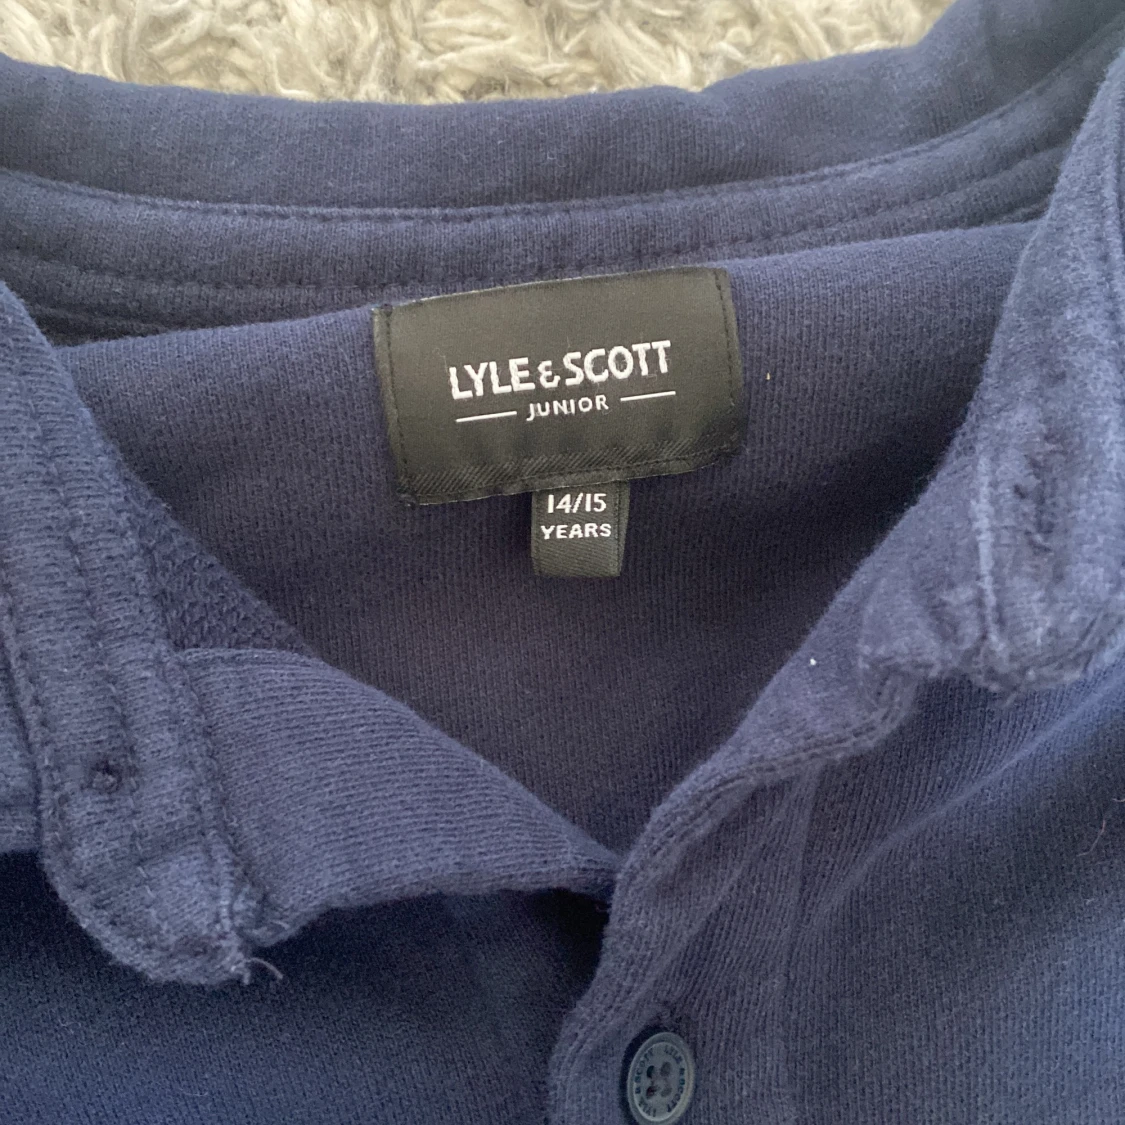 LYLE & SCOTT
JUNIOR
14/15
YEARS